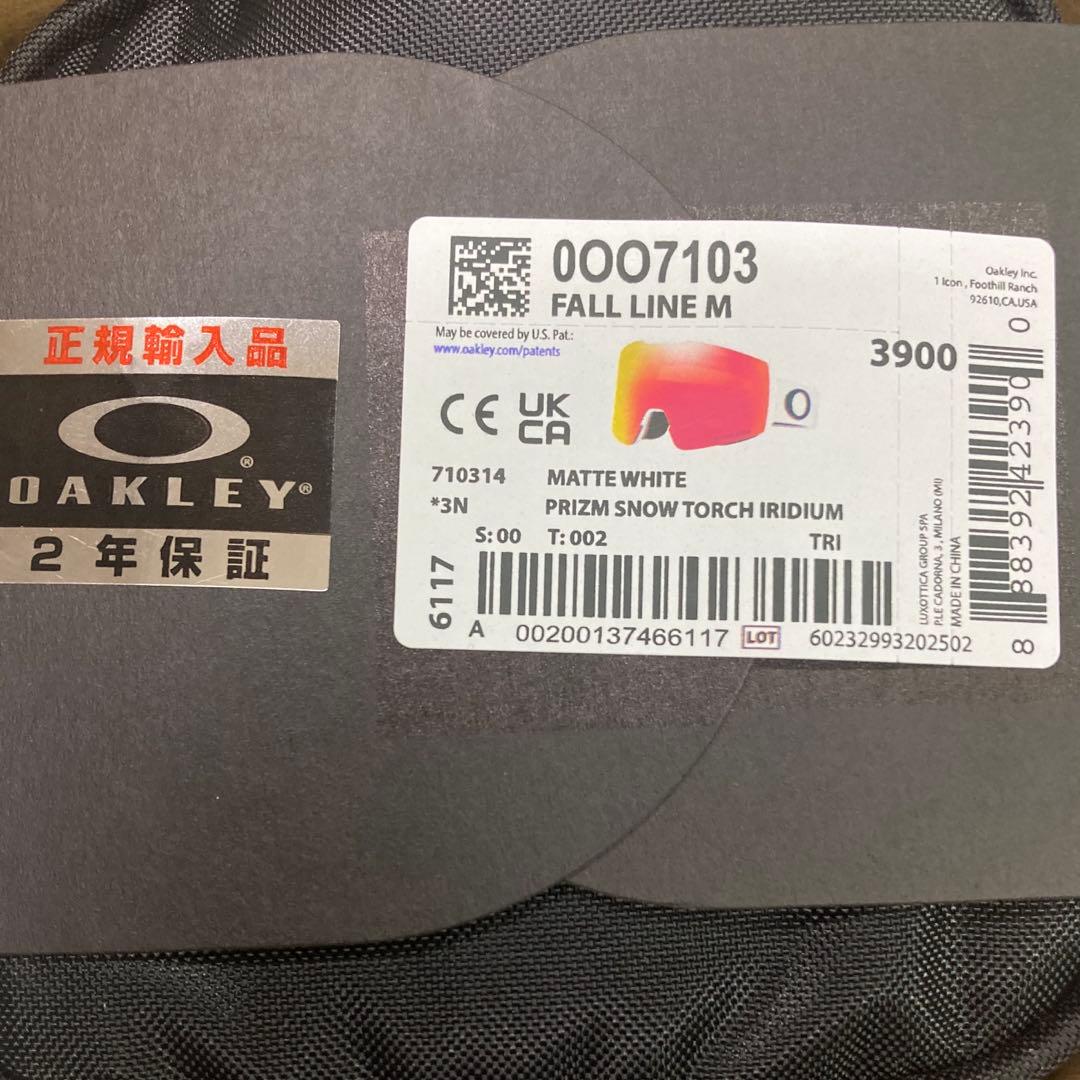 正規輸入品
OAKLEY®
2年保証
0OO7103
FALL LINE M
May be covered by U.S. Pat.:
www.oakley.com/patents
Oakley Inc.
1 Icon , Foothill Ranch
92610,CA.USA
3900
CE UK
CA
710314 MATTE WHITE
*3N PRIZM SNOW TORCH IRIDIUM
S: 00 T: 002 TRI
6117
A 00200137466117 LOT 60232993202502
LUXOTTICA GROUP SPA
P.LE CADORNA, 3 , MILANO (MI)
MADE IN CHINA
8 883924 2390 0